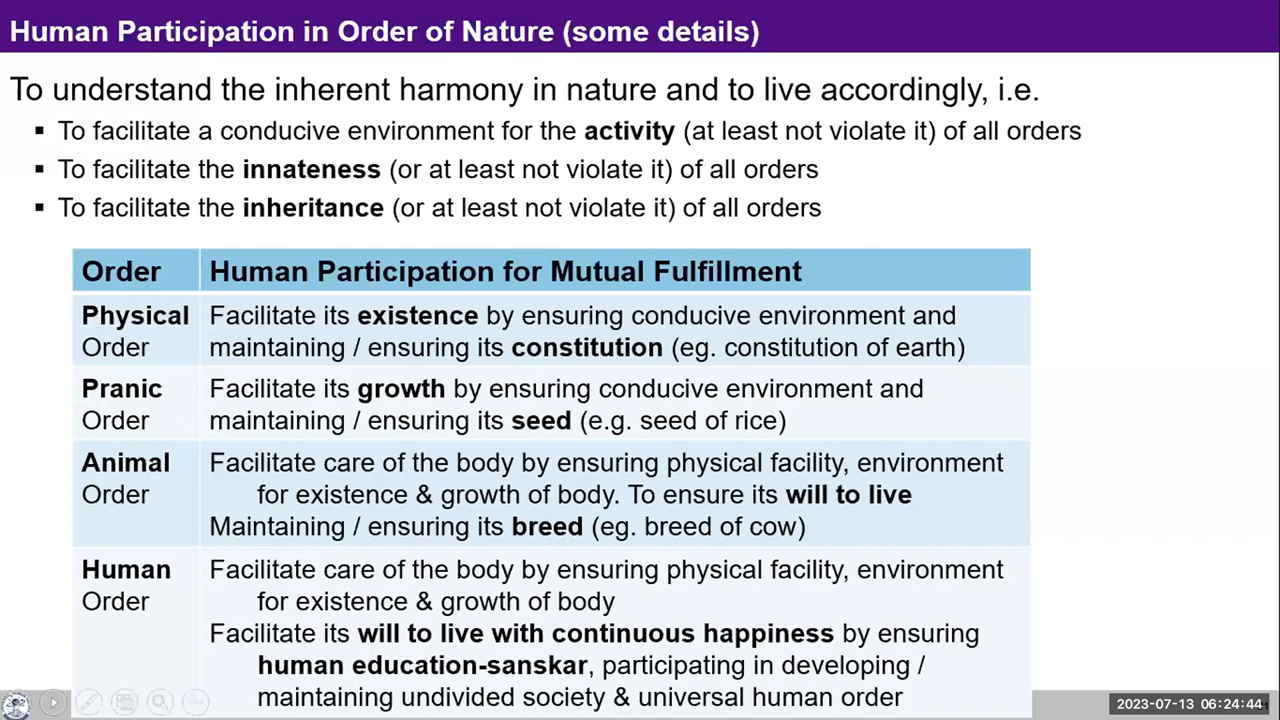 Human Participation in Order of Nature (some details)
To understand the inherent harmony in nature and to live accordingly, i.e.
▪ To facilitate a conducive environment for the activity (at least not violate it) of all orders
▪ To facilitate the innateness (or at least not violate it) of all orders
▪ To facilitate the inheritance (or at least not violate it) of all orders
Order Human Participation for Mutual Fulfillment
Physical Facilitate its existence by ensuring conducive environment and
Order maintaining / ensuring its constitution (eg. constitution of earth)
Pranic Facilitate its growth by ensuring conducive environment and
Order maintaining / ensuring its seed (e.g. seed of rice)
Animal Facilitate care of the body by ensuring physical facility, environment
Order for existence & growth of body. To ensure its will to live
Maintaining / ensuring its breed (eg. breed of cow)
Human Facilitate care of the body by ensuring physical facility, environment
Order for existence & growth of body
Facilitate its will to live with continuous happiness by ensuring
human education-sanskar, participating in developing /
maintaining undivided society & universal human order
2023-07-13 06:24:44